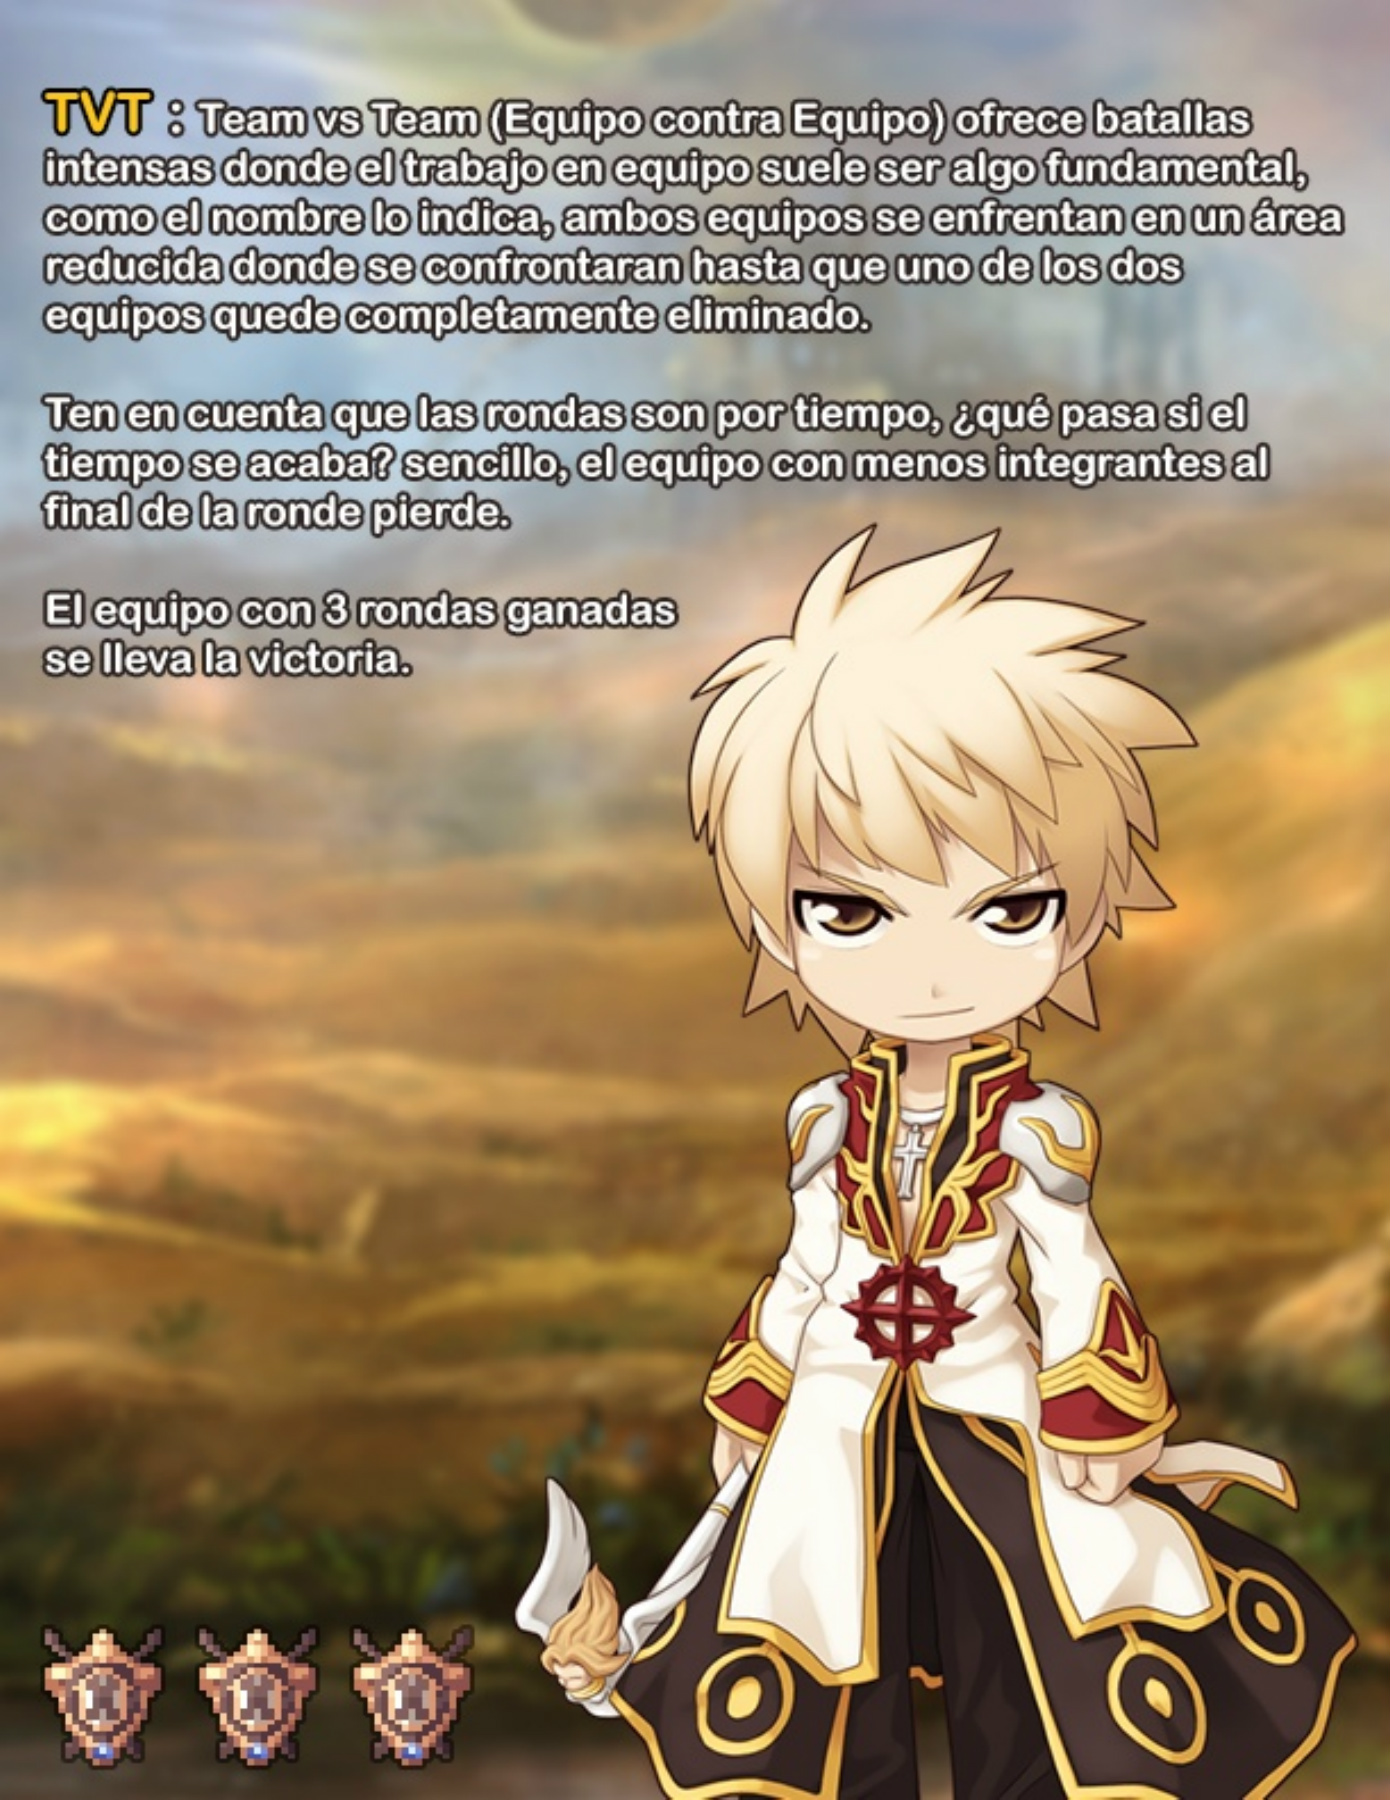 TVT : Team vs Team (Equipo contra Equipo) ofrece batallas
intensas donde el trabajo en equipo suele ser algo fundamental,
como el nombre lo indica, ambos equipos se enfrentan en un área
reducida donde se confrontaran hasta que uno de los dos
equipos quede completamente eliminado.
Ten en cuenta que las rondas son por tiempo, ¿qué pasa si el
tiempo se acaba? sencillo, el equipo con menos integrantes al
final de la ronde pierde.
El equipo con 3 rondas ganadas
se lleva la victoria.